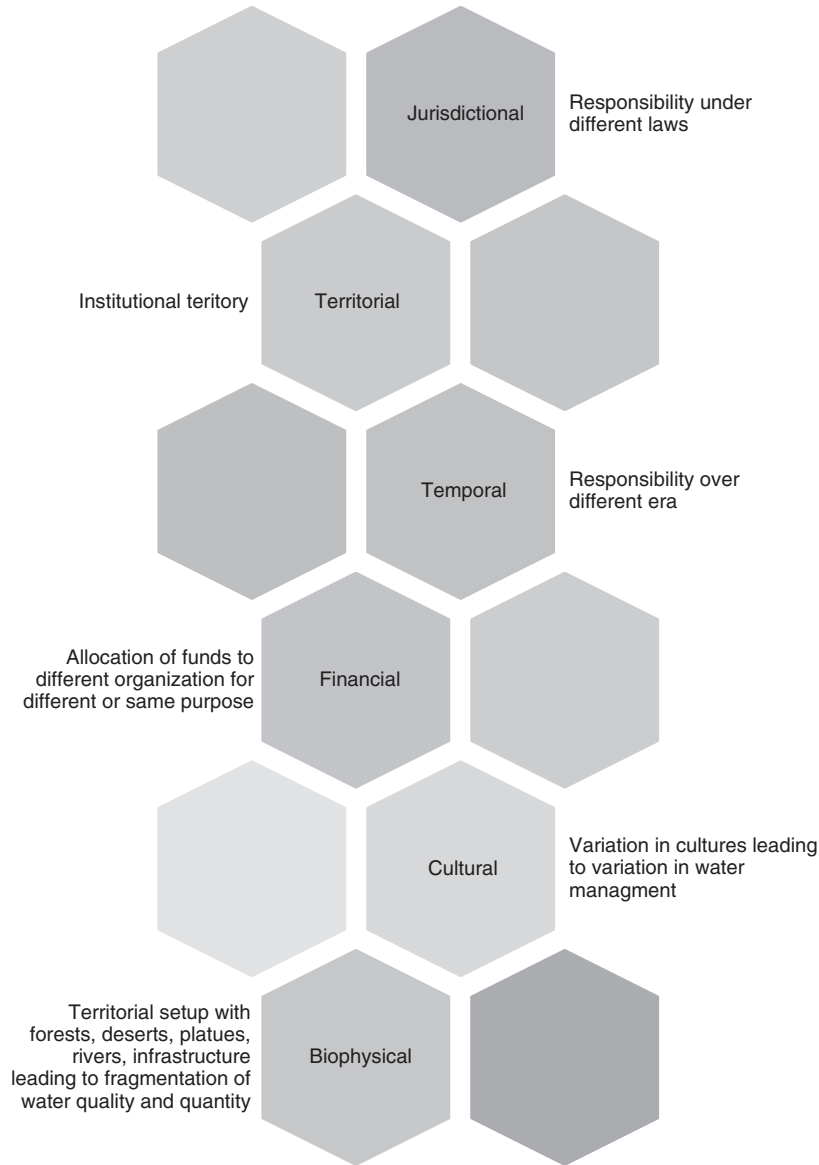 Jurisdictional
Responsibility under
different laws
Institutional teritory
Territorial
Temporal
Responsibility over
different era
Allocation of funds to
different organization for
different or same purpose
Financial
Cultural
Variation in cultures leading
to variation in water
managment
Territorial setup with
forests, deserts, platues,
rivers, infrastructure
leading to fragmentation of
water quality and quantity
Biophysical